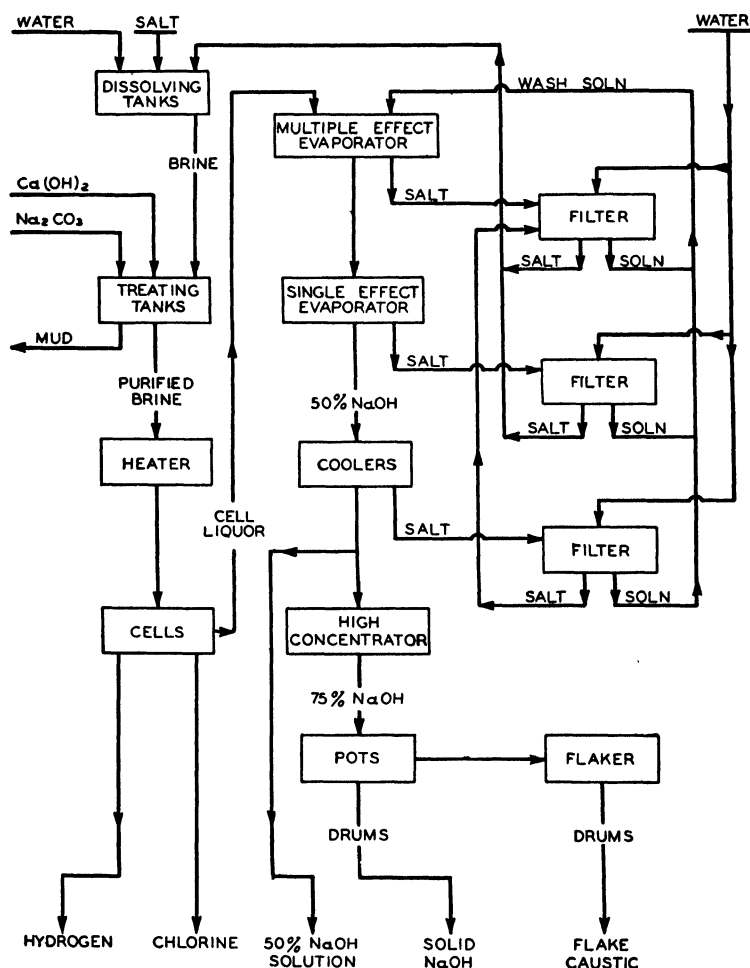 WATER
SALT
WATER
DISSOLVING
TANKS
WASH SOLN
MULTIPLE EFFECT
EVAPORATOR
BRINE
Ca(OH)2
SALT
FILTER
Na2CO3
SALT
SOLN
TREATING
TANKS
SINGLE EFFECT
EVAPORATOR
MUD
SALT
FILTER
PURIFIED
BRINE
50% NaOH
SALT
SOLN
HEATER
COOLERS
CELL
LIQUOR
SALT
FILTER
SALT
SOLN
CELLS
HIGH
CONCENTRATOR
75% NaOH
POTS
FLAKER
DRUMS
DRUMS
HYDROGEN
CHLORINE
50% NaOH
SOLUTION
SOLID
NaOH
FLAKE
CAUSTIC